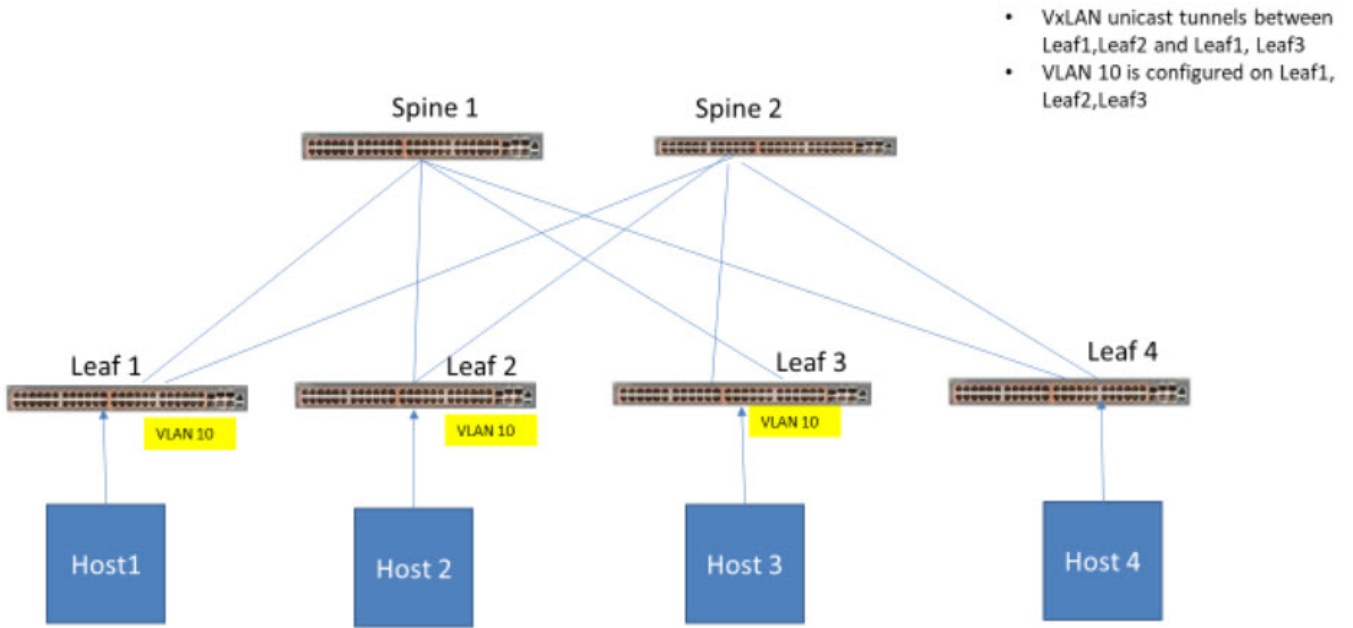 • VxLAN unicast tunnels between
Leaf1,Leaf2 and Leaf1, Leaf3
• VLAN 10 is configured on Leaf1,
Leaf2,Leaf3
Spine 1
Spine 2
Leaf 1
Leaf 2
Leaf 3
Leaf 4
VLAN 10
VLAN 10
VLAN 10
Host1
Host 2
Host 3
Host 4